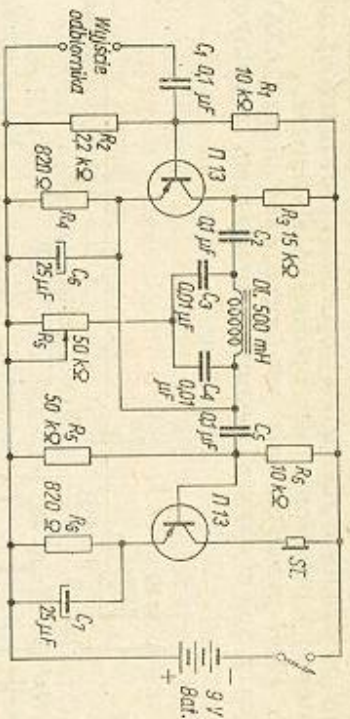 Wyjście
odbiornika
C₁ 0,1
μF
R₁
10 kΩ
R₂
2,2 kΩ
П 13
820 Ω
R₄
R₃ 15
kΩ
C₂
0,1
μF
C₆
25 μF
Dł. 500 mH
C₃
0,01
μF
C₄
0,01
μF
50 kΩ
R₅
C₅
0,1
μF
R₅
50 kΩ
R₆
10 kΩ
П 13
820
Ω
R₆
C₇
25 μF
SŁ.
9 V
Bat.
−
+